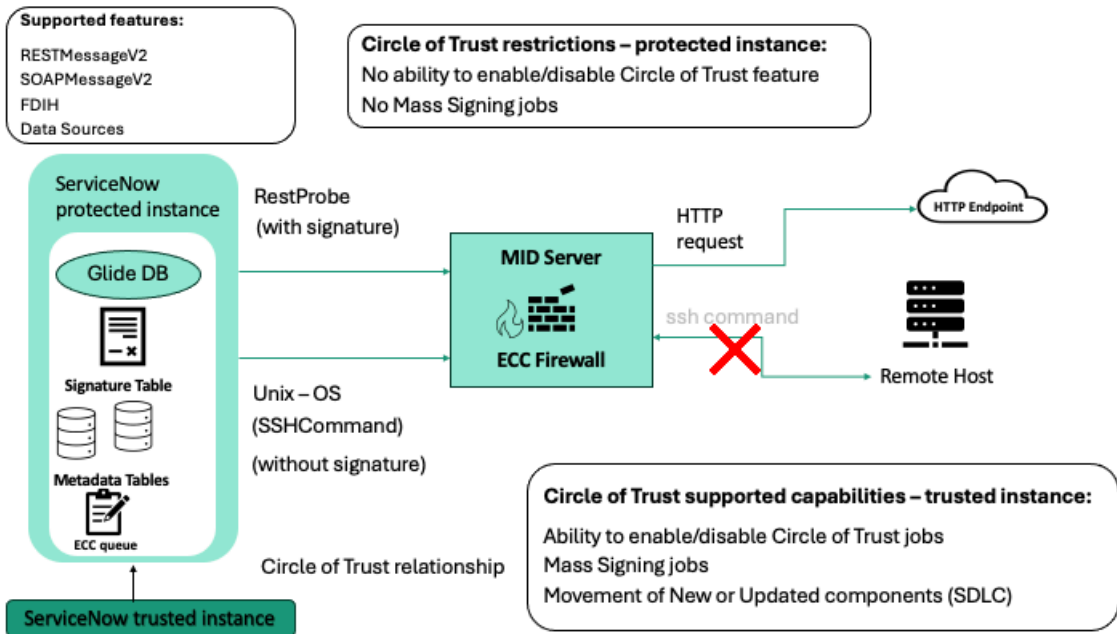 Supported features:
RESTMessageV2
SOAPMessageV2
FDIH
Data Sources
Circle of Trust restrictions – protected instance:
No ability to enable/disable Circle of Trust feature
No Mass Signing jobs
ServiceNow
protected instance
Glide DB
Signature Table
Metadada Tables
ECC queue
ServiceNow trusted instance
RestProbe
(with signature)
Unix – OS
(SSHCommand)
(without signature)
Circle of Trust relationship
MID Server
ECC Firewall
HTTP
request
HTTP Endpoint
ssh command
Remote Host
Circle of Trust supported capabilities – trusted instance:
Ability to enable/disable Circle of Trust jobs
Mass Signing jobs
Movement of New or Updated components (SDLC)